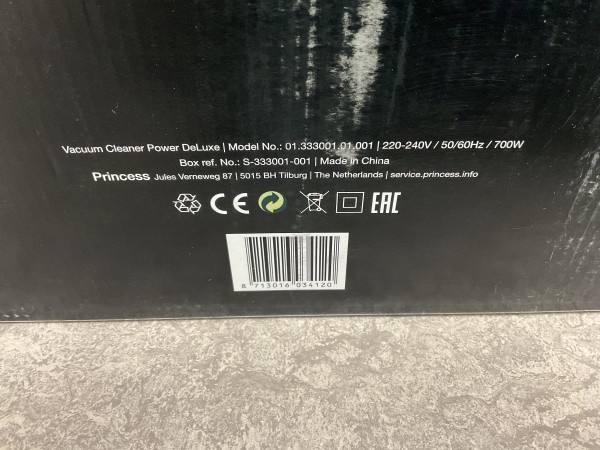 Vacuum Cleaner Power DeLuxe | Model No.: 01.333001.01.001 | 220-240V / 50/60Hz / 700W
Box ref. No.: S-333001-001 | Made in China
Princess Jules Verneweg 87 | 5015 BH Tilburg | The Netherlands | service.princess.info
CE EAC
8 713016 034120